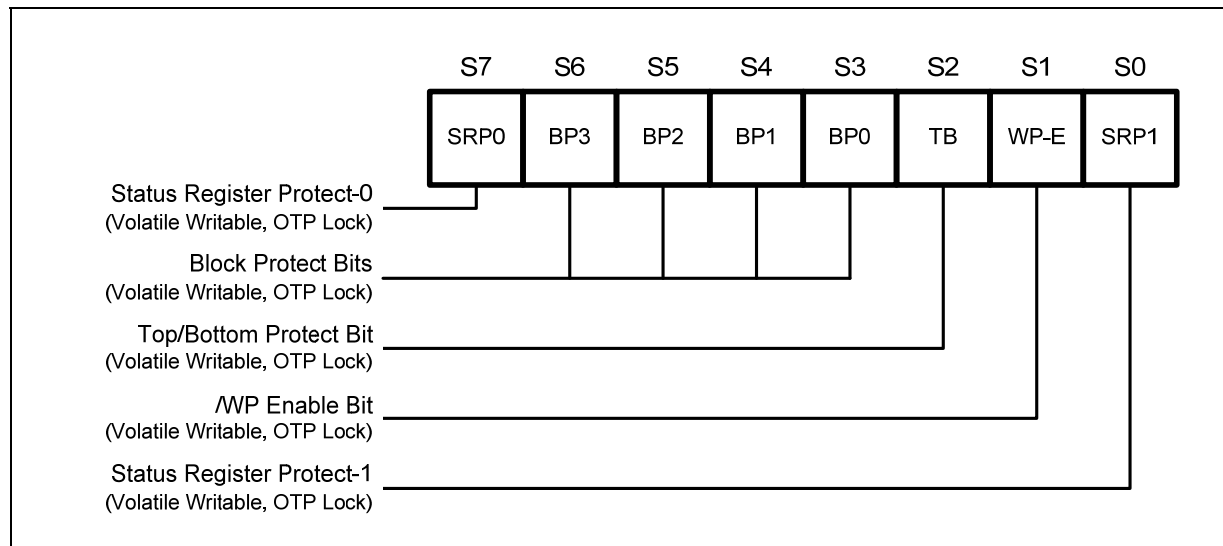 S7 S6 S5 S4 S3 S2 S1 S0
SRP0 BP3 BP2 BP1 BP0 TB WP-E SRP1
Status Register Protect-0
(Volatile Writable, OTP Lock)
Block Protect Bits
(Volatile Writable, OTP Lock)
Top/Bottom Protect Bit
(Volatile Writable, OTP Lock)
/WP Enable Bit
(Volatile Writable, OTP Lock)
Status Register Protect-1
(Volatile Writable, OTP Lock)